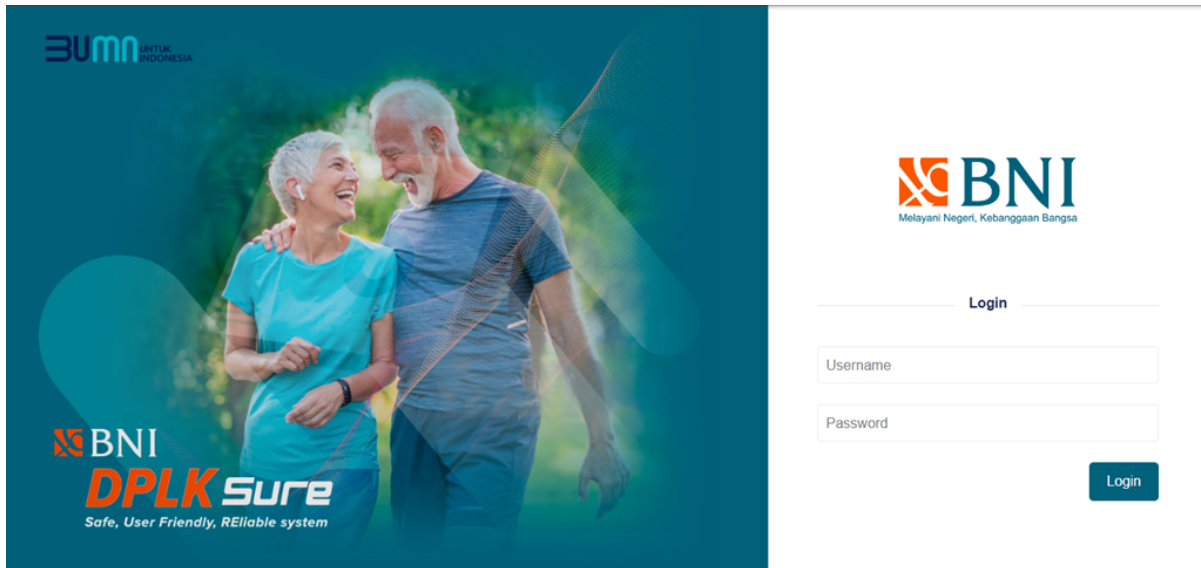 BUMN UNTUK
INDONESIA
BNI
DPLK Sure
Safe, User Friendly, REliable system
BNI
Melayani Negeri, Kebanggaan Bangsa
Login
Username
Password
Login